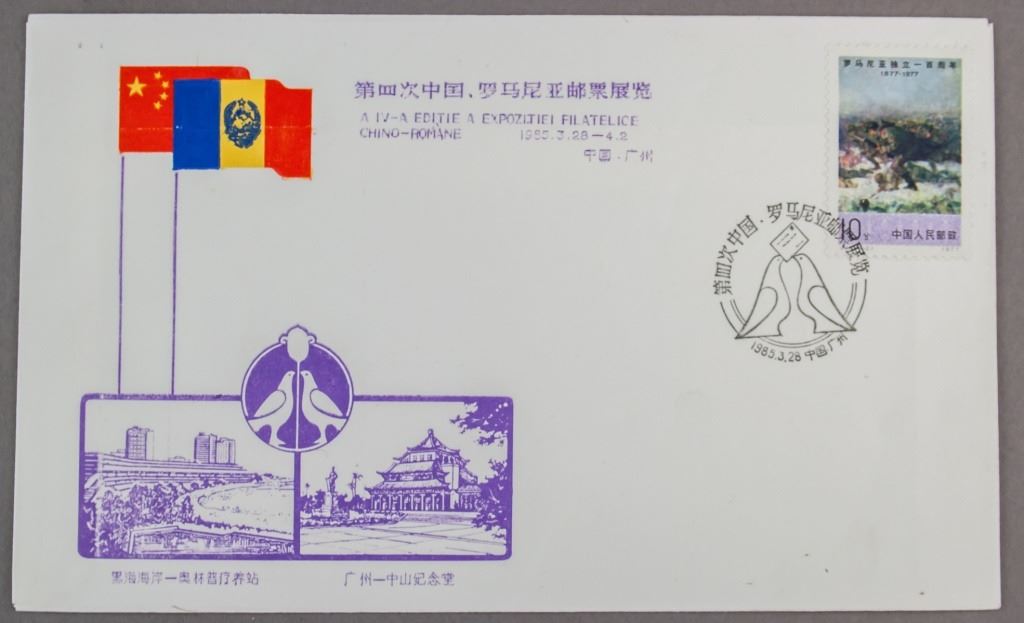 第四次中国、罗马尼亚邮票展览
A IV-A EDITIE A EXPOZITIEI FILATELICE
CHINO-ROMANE 1985.3.28-4.2
中国·广州
罗马尼亚独立一百周年
1877-1977
10分
中国人民邮政
1977
第四次中国·罗马尼亚邮票展览
1985.3.28 中国广州
黑海海岸一奥林普疗养站
广州一中山纪念堂